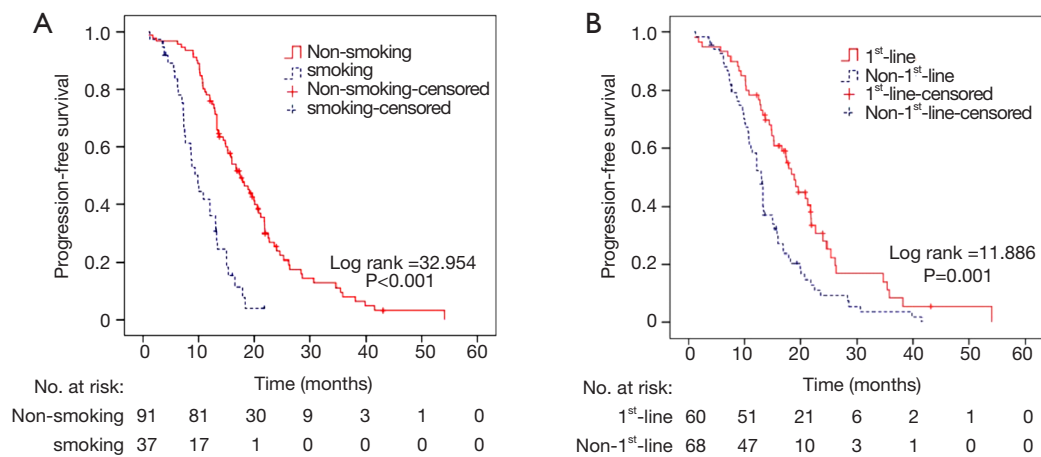 A
Progression-free survival
1.0
0.8
0.6
0.4
0.2
0
Non-smoking
smoking
Non-smoking-censored
smoking-censored
Log rank =32.954
P<0.001
0 10 20 30 40 50 60
Time (months)
No. at risk:
Non-smoking 91 81 30 9 3 1 0
smoking 37 17 1 0 0 0 0
B
Progression-free survival
1.0
0.8
0.6
0.4
0.2
0
1st-line
Non-1st-line
1st-line-censored
Non-1st-line-censored
Log rank =11.886
P=0.001
0 10 20 30 40 50 60
Time (months)
No. at risk:
1st-line 60 51 21 6 2 1 0
Non-1st-line 68 47 10 3 1 0 0